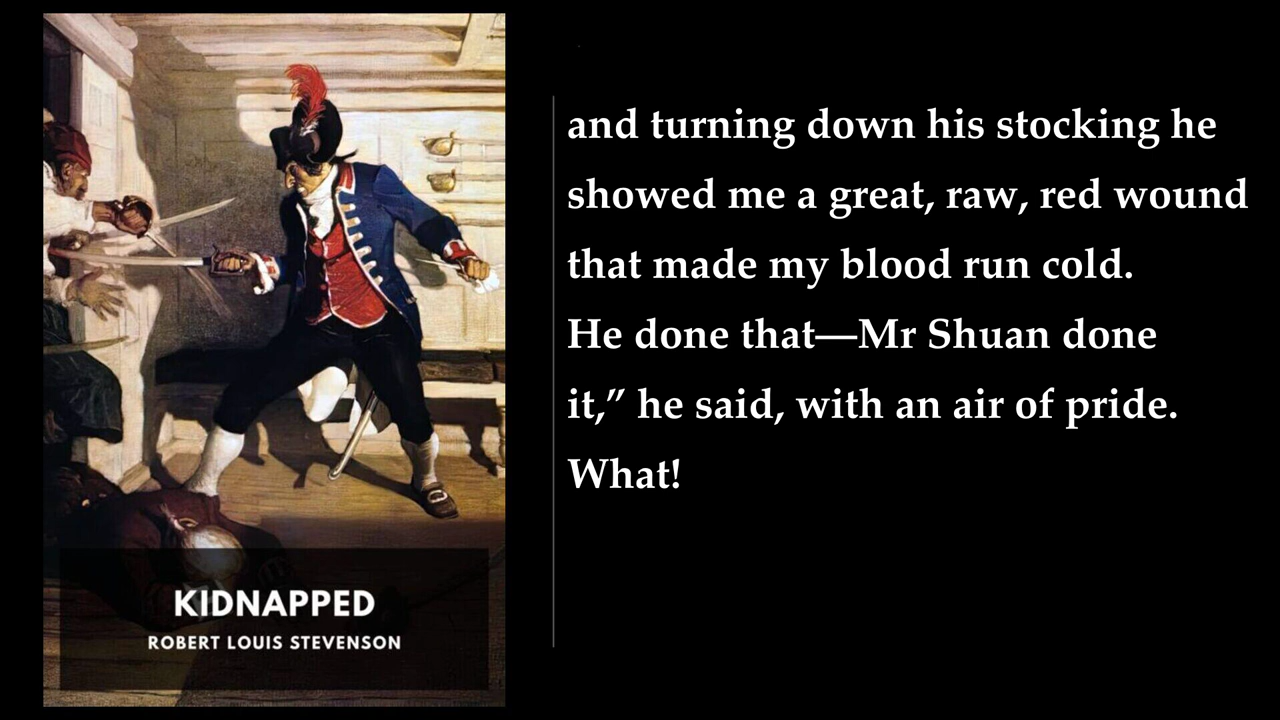 and turning down his stocking he
showed me a great, raw, red wound
that made my blood run cold.
He done that—Mr Shuan done
it,” he said, with an air of pride.
What!
KIDNAPPED
ROBERT LOUIS STEVENSON